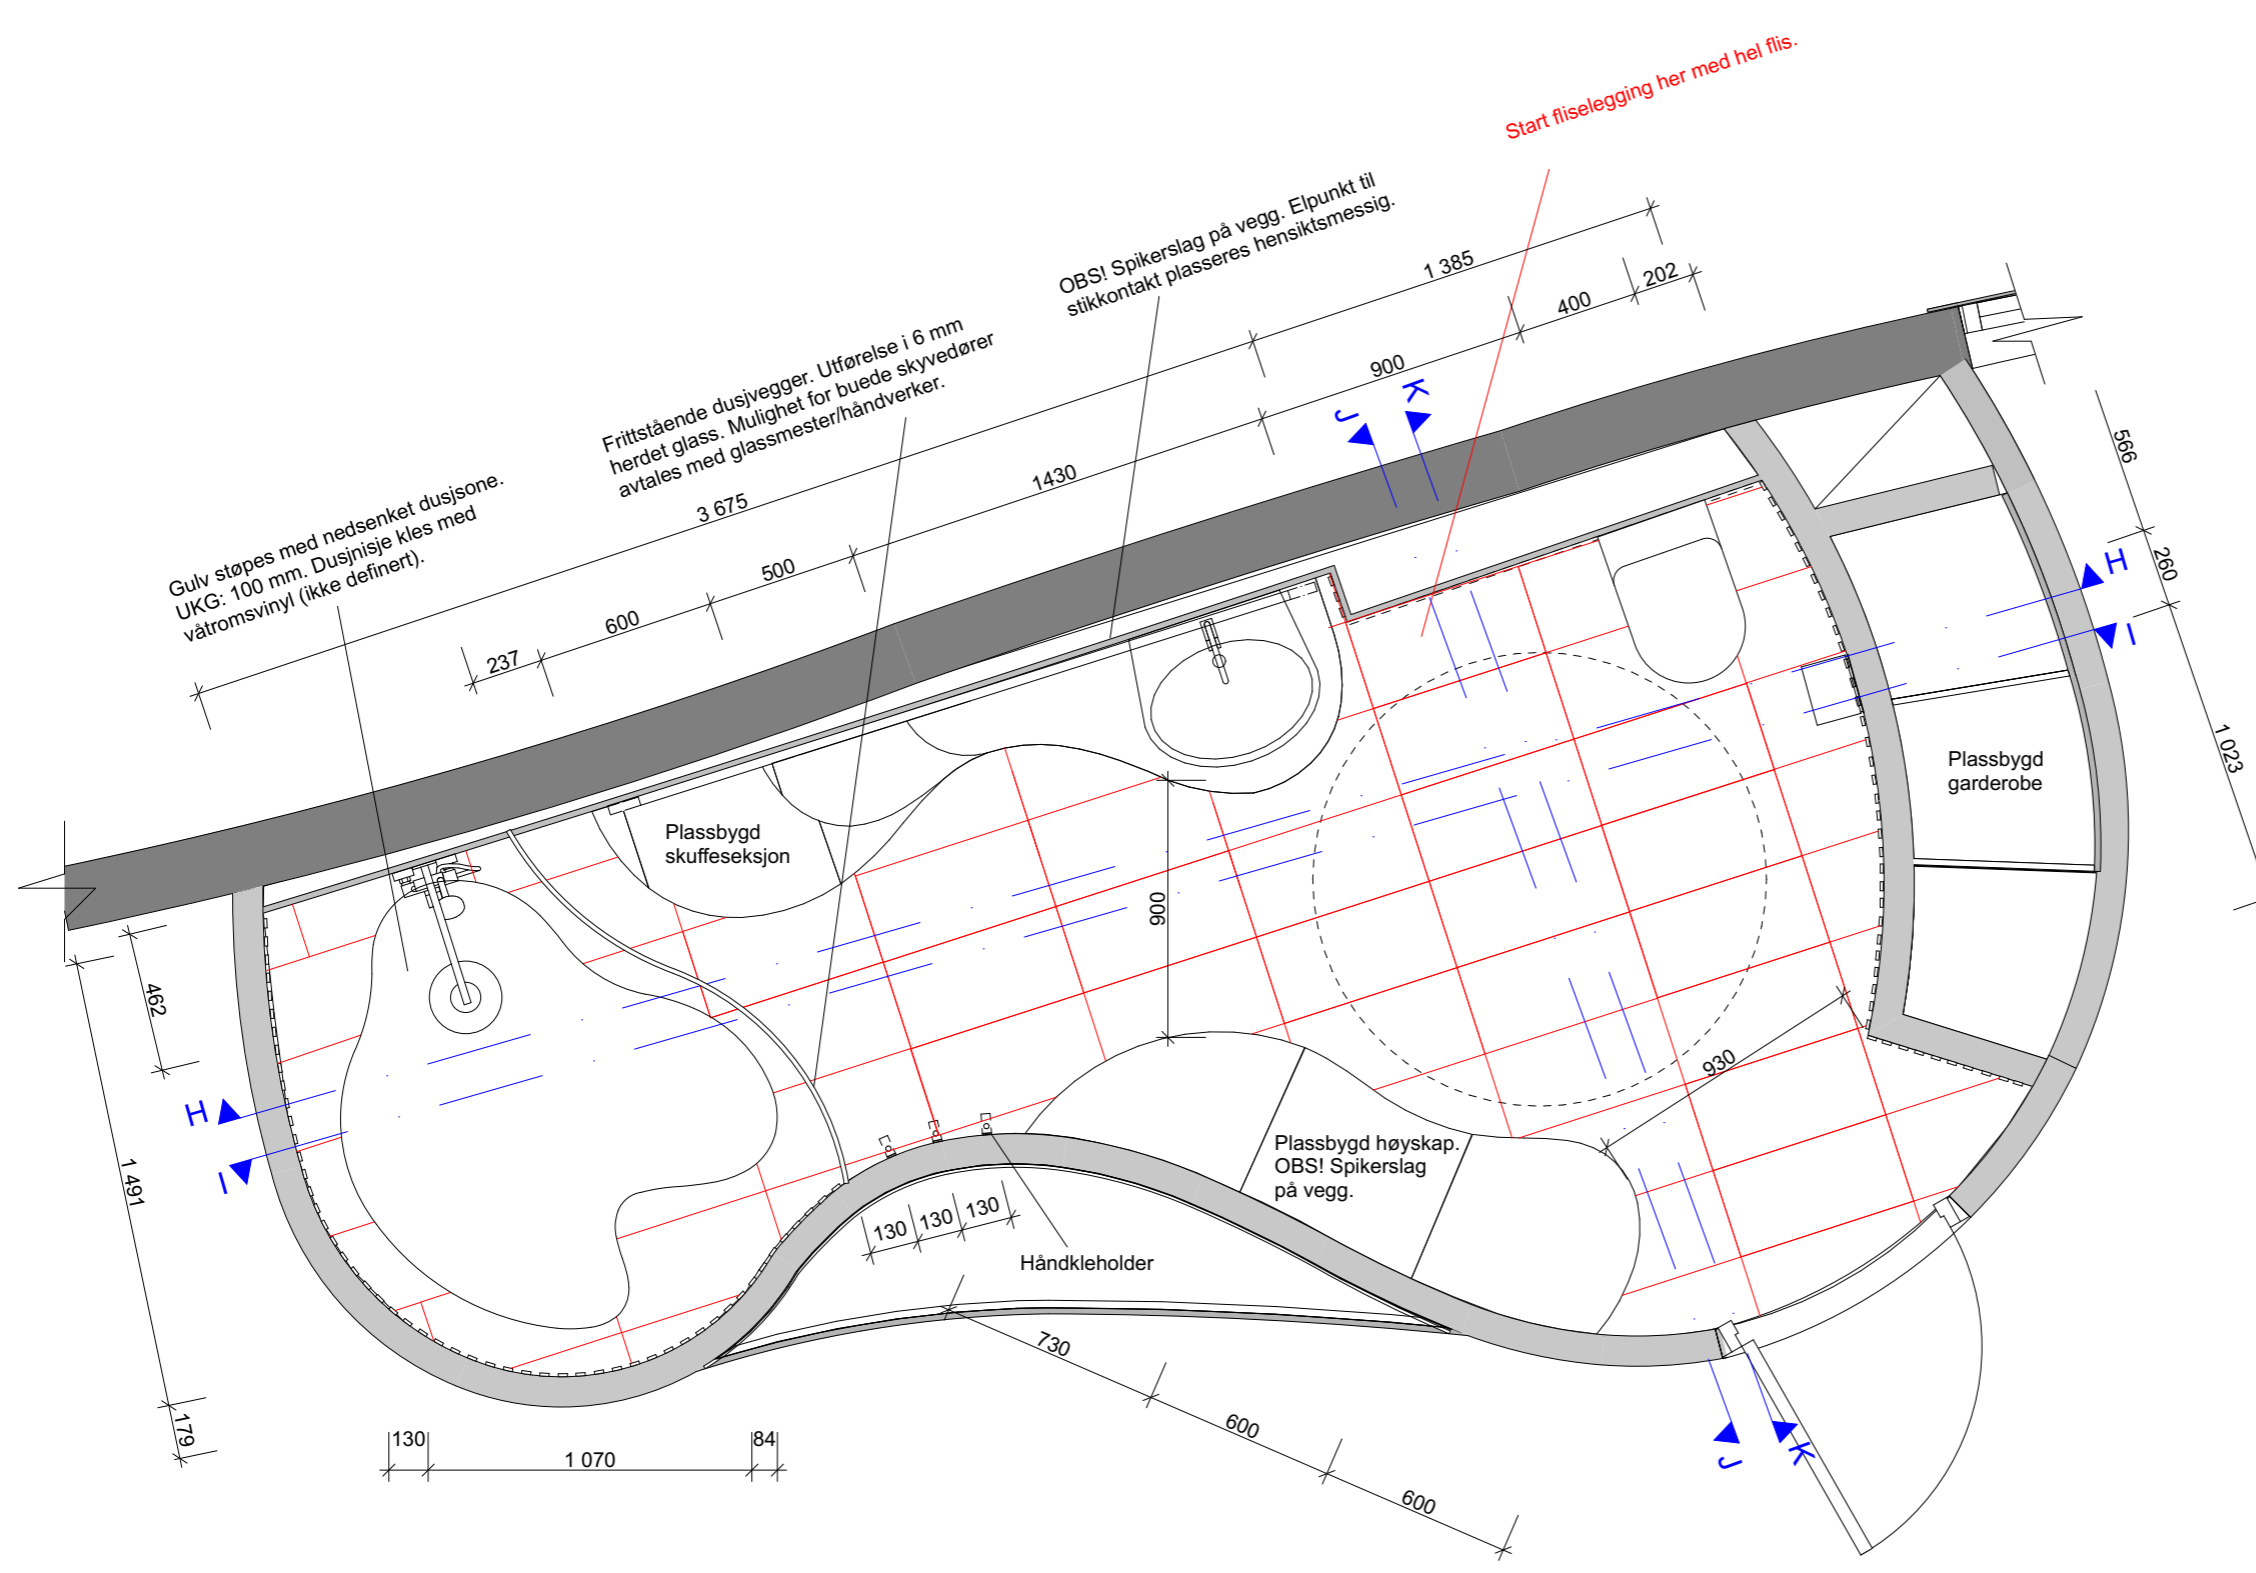 Start fliselegging her med hel flis.
OBS! Spikerslag på vegg. Elpunkt til
stikkontakt plasseres hensiktsmessig.
Frittstående dusjvegger. Utførelse i 6 mm
herdet glass. Mulighet for buede skyvedører
avtales med glassmester/håndverker.
Gulv støpes med nedsenket dusjsone.
UKG: 100 mm. Dusjnisje kles med
våtromsvinyl (ikke definert).
3 675
1 385
237
600
500
1430
900
400
202
J
K
566
260
1 023
H
I
Plassbygd
garderobe
Plassbygd
skuffeseksjon
900
930
462
1 491
179
H
I
Plassbygd høyskap.
OBS! Spikerslag
på vegg.
130
130
130
Håndkleholder
730
600
600
130
1 070
84
J
K